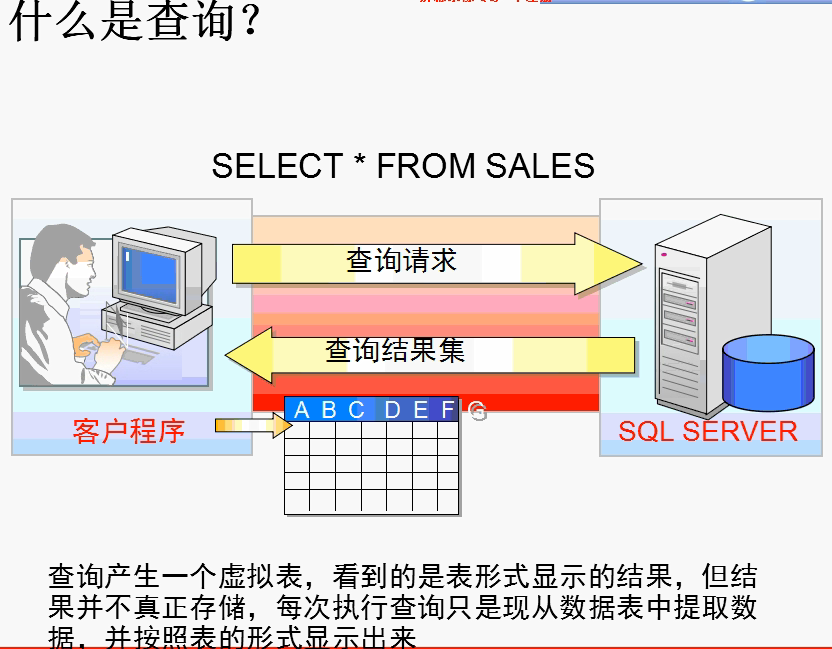 什么是查询？
SELECT * FROM SALES
查询请求
查询结果集
A B C D E F G
客户程序
SQL SERVER
查询产生一个虚拟表，看到的是表形式显示的结果，但结
果并不真正存储，每次执行查询只是现从数据表中提取数
据，并按照表的形式显示出来